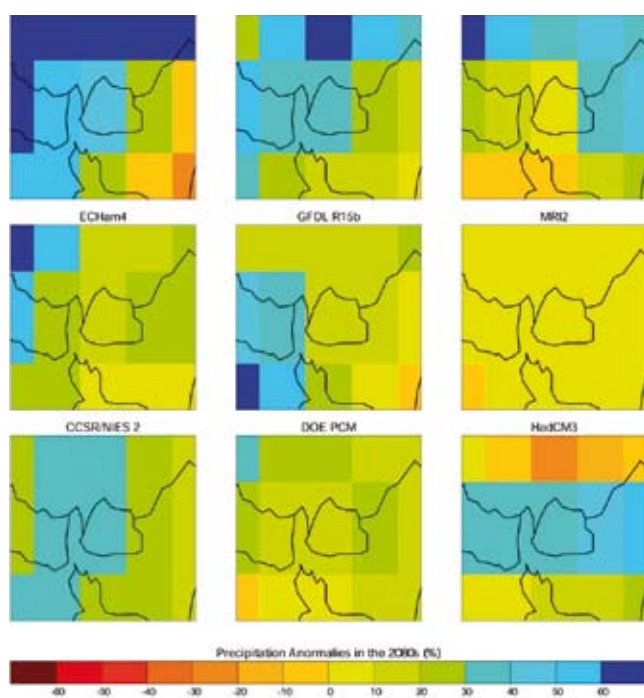 ECHam4 GFDL R15b MRI2
CCSR/NIES 2 DOE PCM HadCM3
Precipitation Anomalies in the 2080s (%)
-60 -50 -40 -30 -20 -10 0 10 20 30 40 50 60